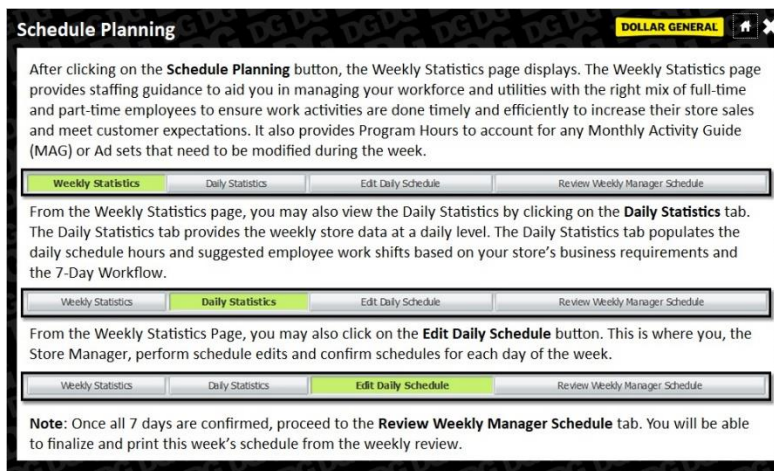 Schedule Planning
DOLLAR GENERAL
After clicking on the Schedule Planning button, the Weekly Statistics page displays. The Weekly Statistics page
provides staffing guidance to aid you in managing your workforce and utilities with the right mix of full-time
and part-time employees to ensure work activities are done timely and efficiently to increase their store sales
and meet customer expectations. It also provides Program Hours to account for any Monthly Activity Guide
(MAG) or Ad sets that need to be modified during the week.
Weekly Statistics Daily Statistics Edit Daily Schedule Review Weekly Manager Schedule
From the Weekly Statistics page, you may also view the Daily Statistics by clicking on the Daily Statistics tab.
The Daily Statistics tab provides the weekly store data at a daily level. The Daily Statistics tab populates the
daily schedule hours and suggested employee work shifts based on your store's business requirements and
the 7-Day Workflow.
Weekly Statistics Daily Statistics Edit Daily Schedule Review Weekly Manager Schedule
From the Weekly Statistics Page, you may also click on the Edit Daily Schedule button. This is where you, the
Store Manager, perform schedule edits and confirm schedules for each day of the week.
Weekly Statistics Daily Statistics Edit Daily Schedule Review Weekly Manager Schedule
Note: Once all 7 days are confirmed, proceed to the Review Weekly Manager Schedule tab. You will be able
to finalize and print this week's schedule from the weekly review.